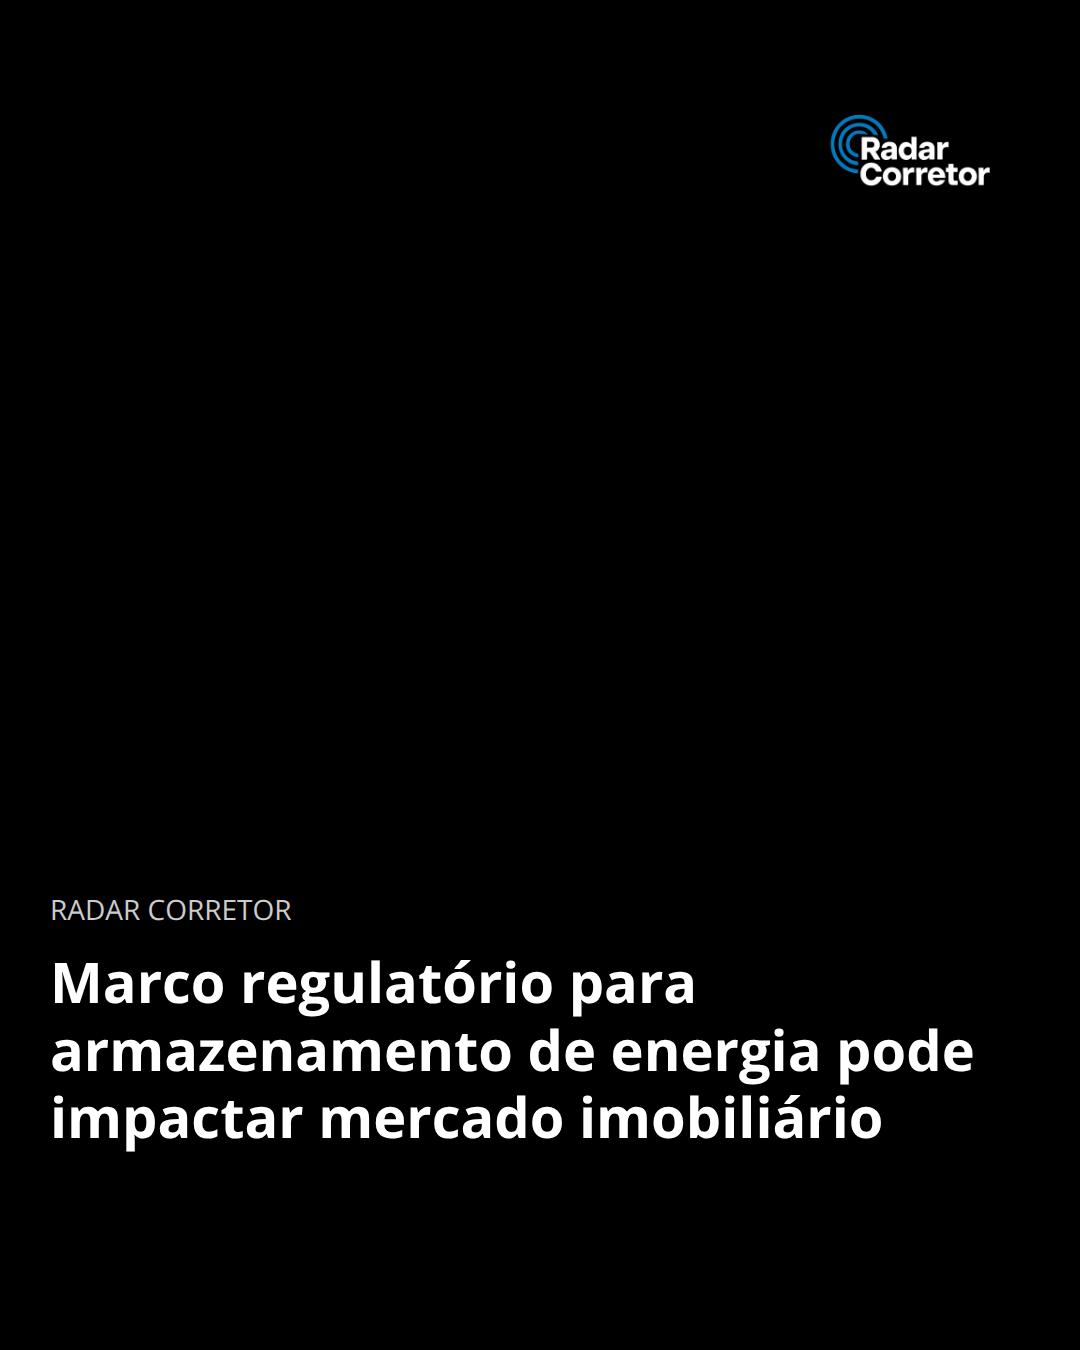 Radar
Corretor
RADAR CORRETOR
Marco regulatório para
armazenamento de energia pode
impactar mercado imobiliário